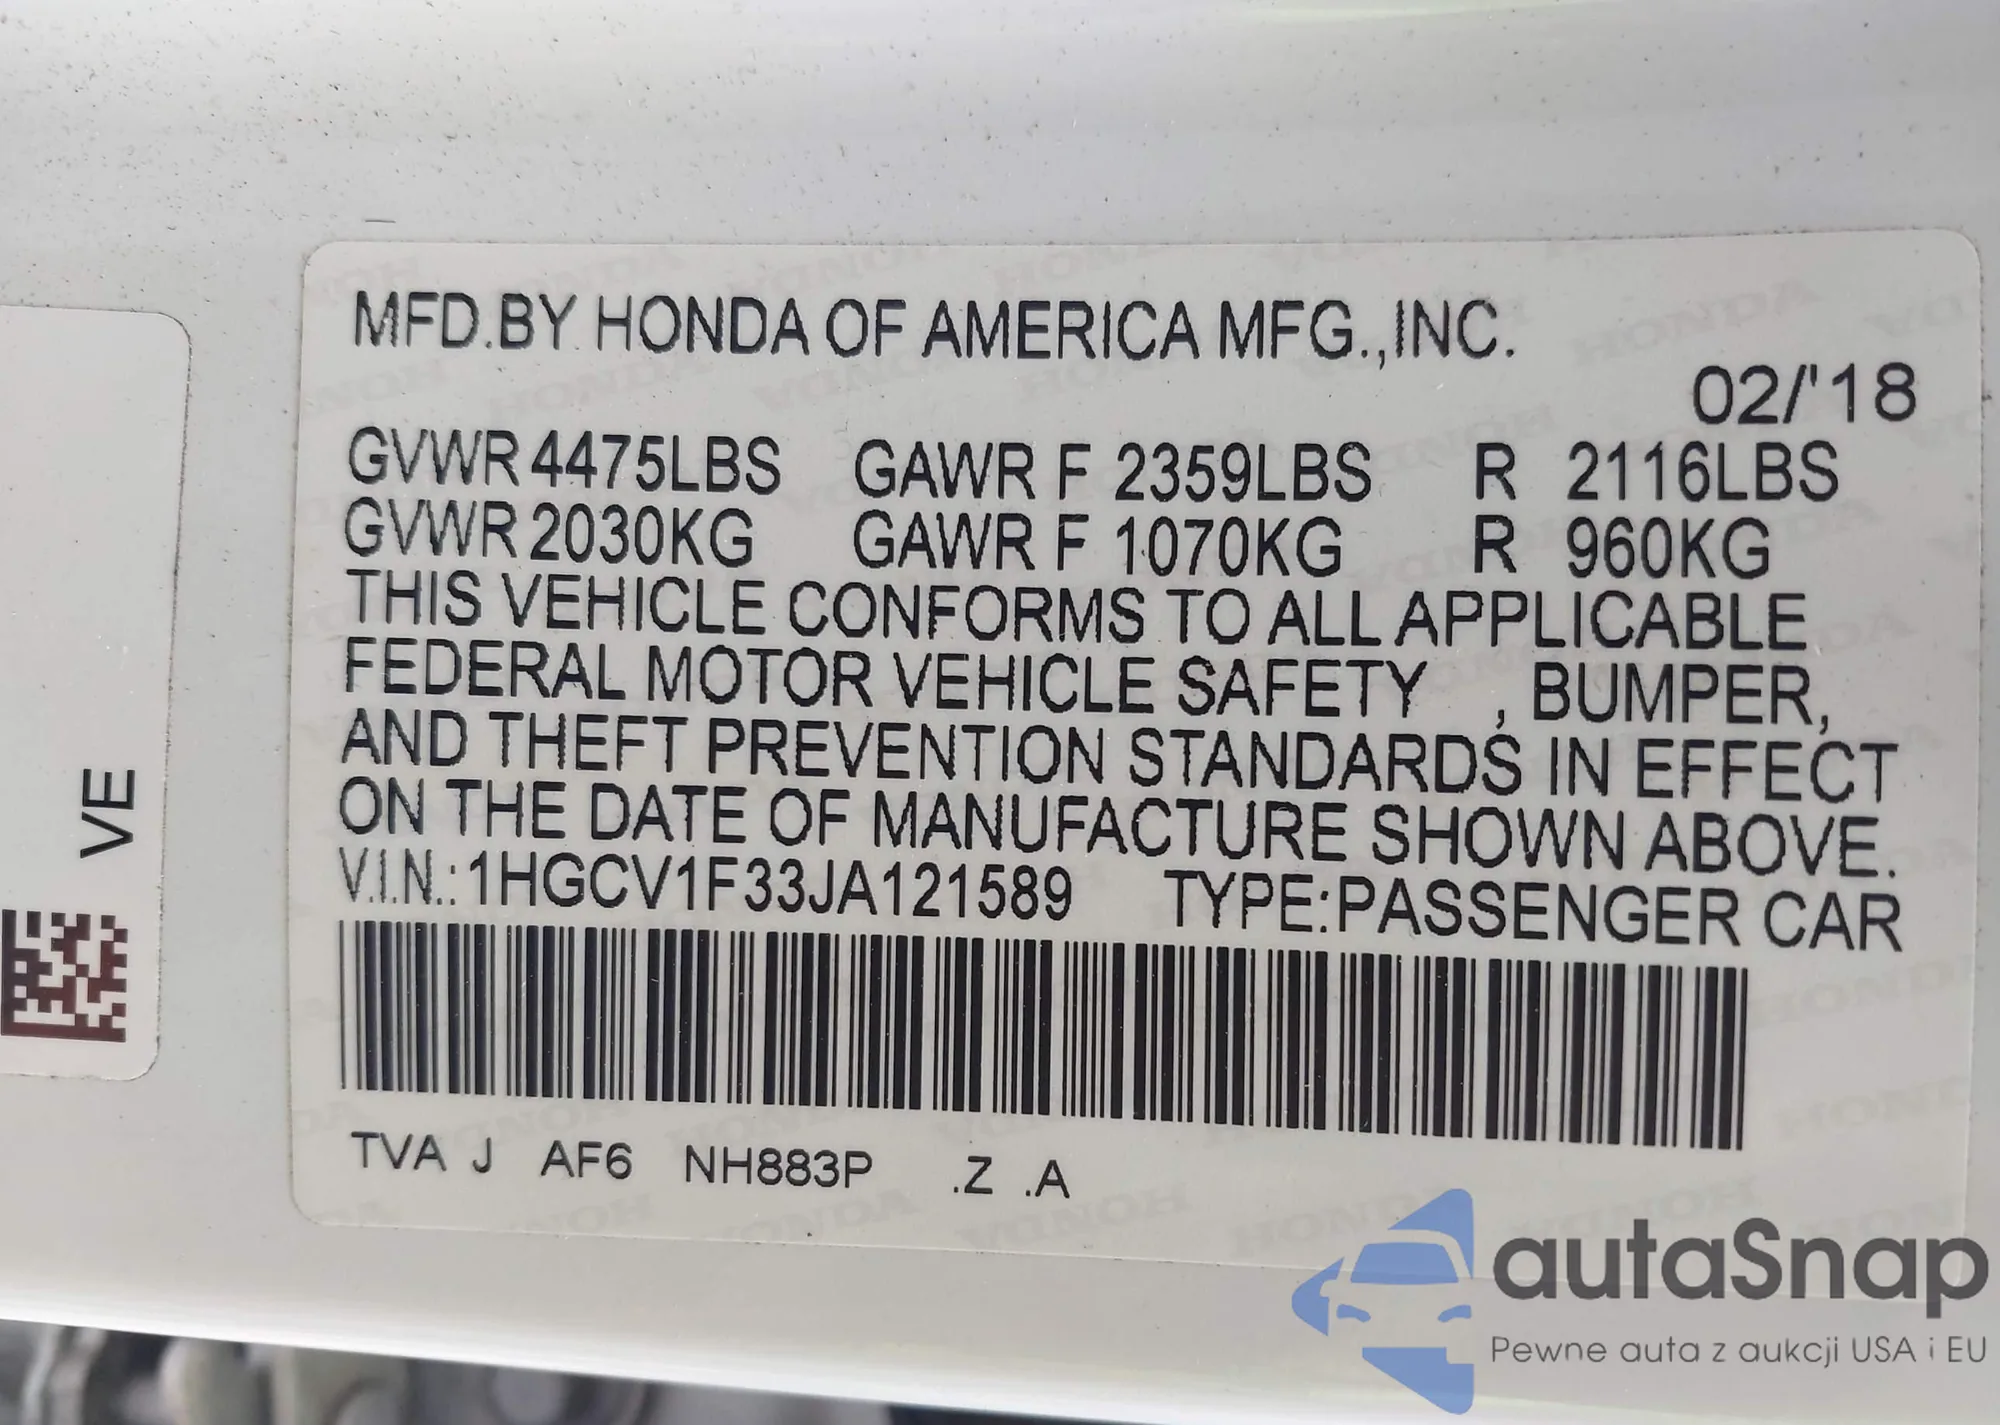 MFD.BY HONDA OF AMERICA MFG.,INC.
02/'18
GVWR 4475LBS GAWR F 2359LBS R 2116LBS
GVWR 2030KG GAWR F 1070KG R 960KG
THIS VEHICLE CONFORMS TO ALL APPLICABLE
FEDERAL MOTOR VEHICLE SAFETY , BUMPER,
AND THEFT PREVENTION STANDARDS IN EFFECT
ON THE DATE OF MANUFACTURE SHOWN ABOVE.
V.I.N.: 1HGCV1F33JA121589 TYPE:PASSENGER CAR
TVA J AF6 NH883P .Z .A
VE
autaSnap
Pewne auta z aukcji USA i EU